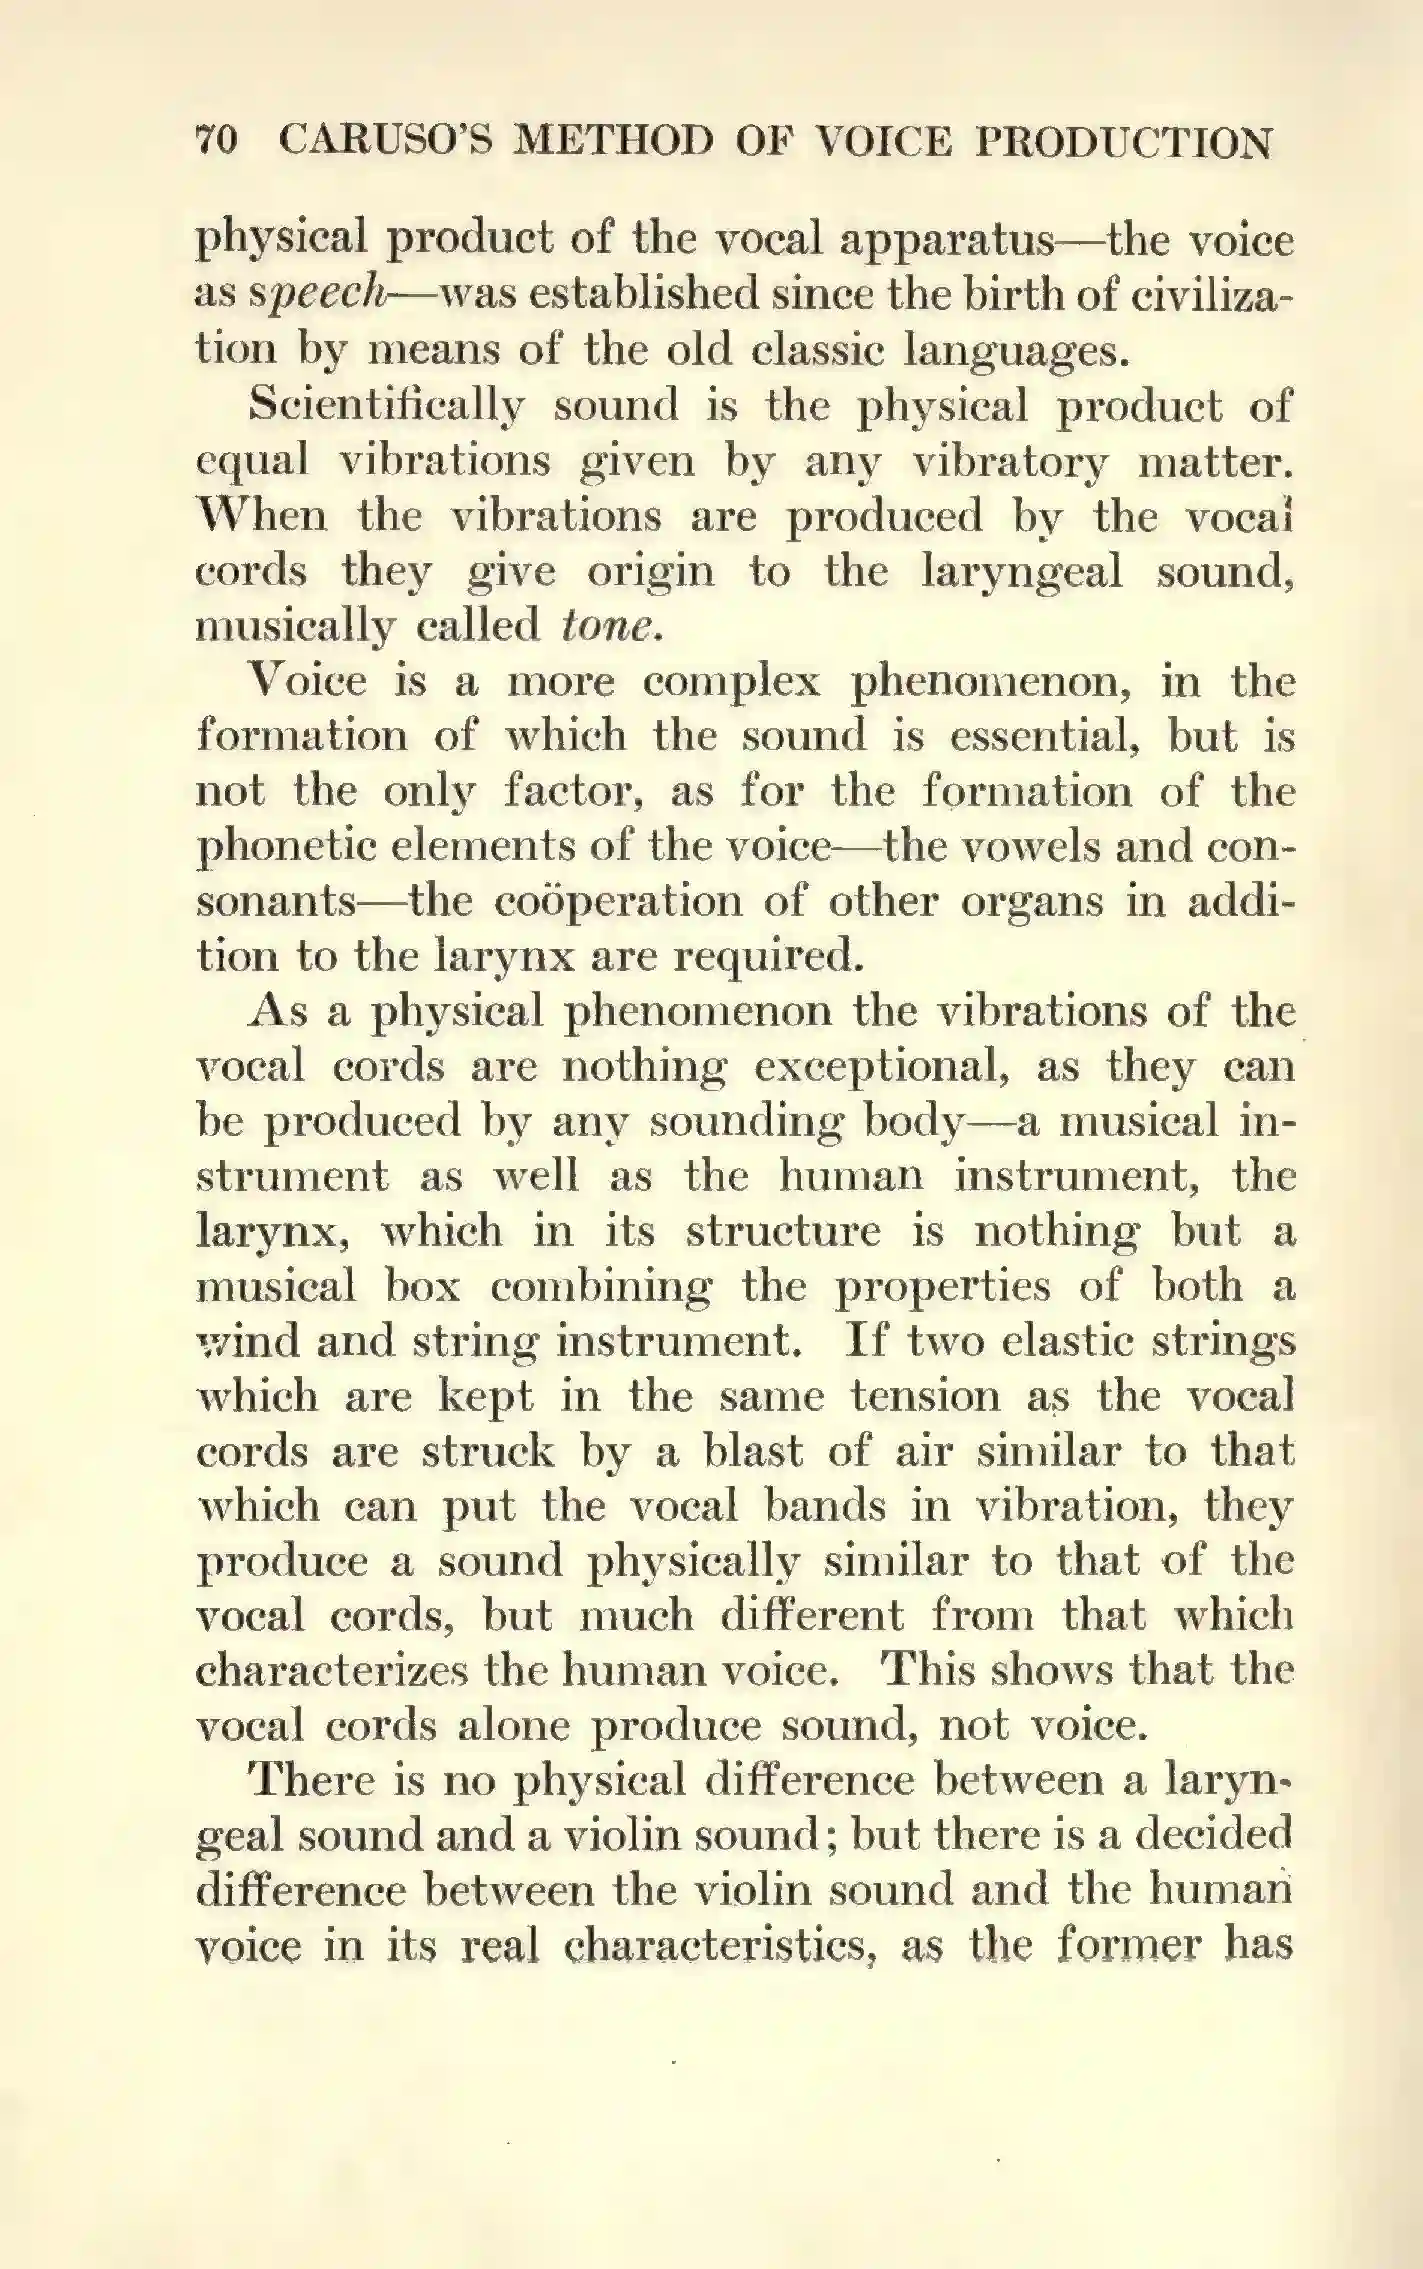 70 CARUSO'S METHOD OF VOICE PRODUCTION
physical product of the vocal apparatus—the voice
as speech—was established since the birth of civiliza-
tion by means of the old classic languages.
Scientifically sound is the physical product of
equal vibrations given by any vibratory matter.
When the vibrations are produced by the vocal
cords they give origin to the laryngeal sound,
musically called tone.
Voice is a more complex phenomenon, in the
formation of which the sound is essential, but is
not the only factor, as for the formation of the
phonetic elements of the voice—the vowels and con-
sonants—the coöperation of other organs in addi-
tion to the larynx are required.
As a physical phenomenon the vibrations of the
vocal cords are nothing exceptional, as they can
be produced by any sounding body—a musical in-
strument as well as the human instrument, the
larynx, which in its structure is nothing but a
musical box combining the properties of both a
wind and string instrument. If two elastic strings
which are kept in the same tension as the vocal
cords are struck by a blast of air similar to that
which can put the vocal bands in vibration, they
produce a sound physically similar to that of the
vocal cords, but much different from that which
characterizes the human voice. This shows that the
vocal cords alone produce sound, not voice.
There is no physical difference between a laryn-
geal sound and a violin sound; but there is a decided
difference between the violin sound and the human
voice in its real characteristics, as the former has